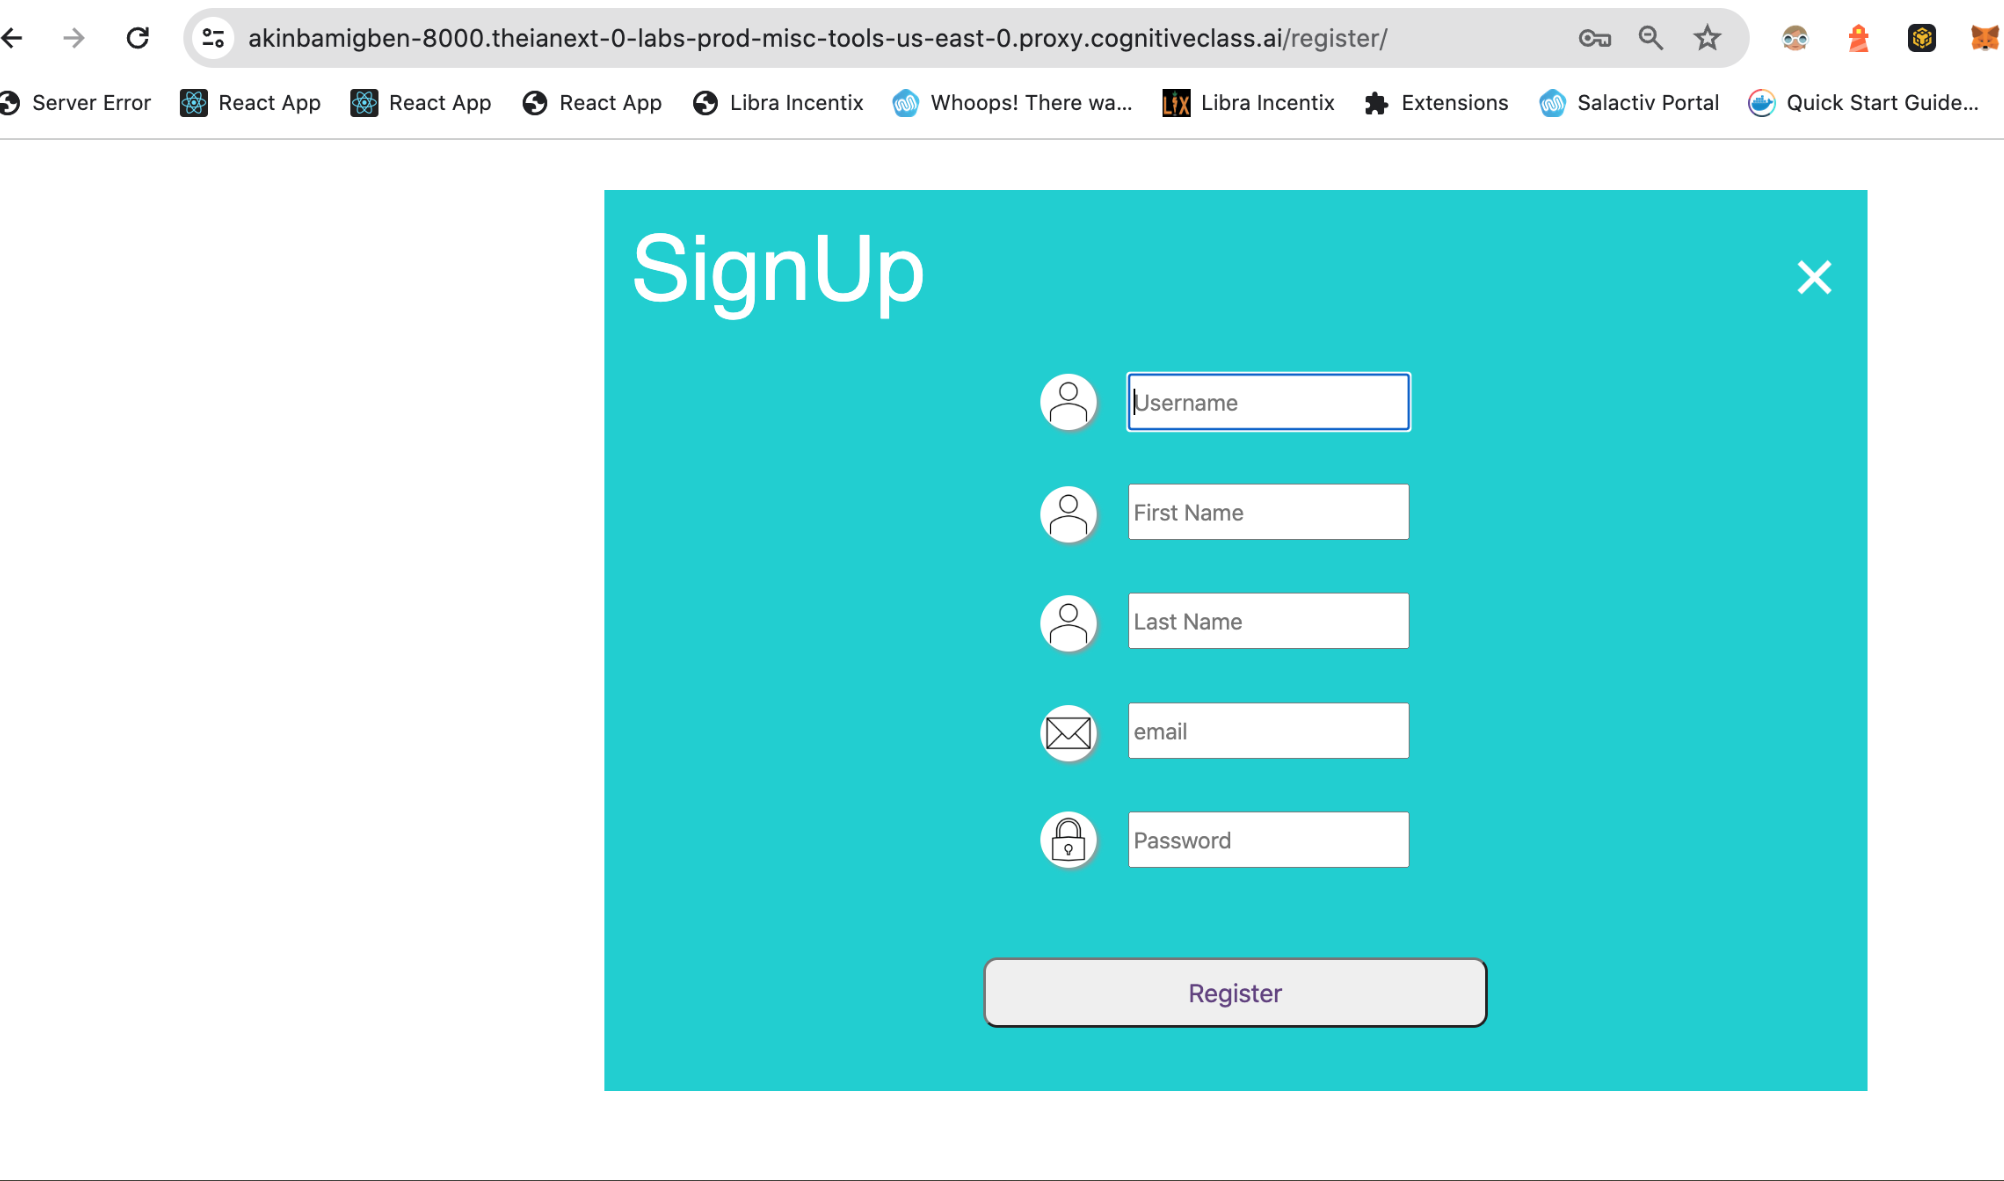 akinbamigben-8000.theianext-0-labs-prod-misc-tools-us-east-0.proxy.cognitiveclass.ai/register/
Server Error React App React App React App Libra Incentix Whoops! There wa... LIX Libra Incentix Extensions Salactiv Portal Quick Start Guide...
SignUp
Username
First Name
Last Name
email
Password
Register